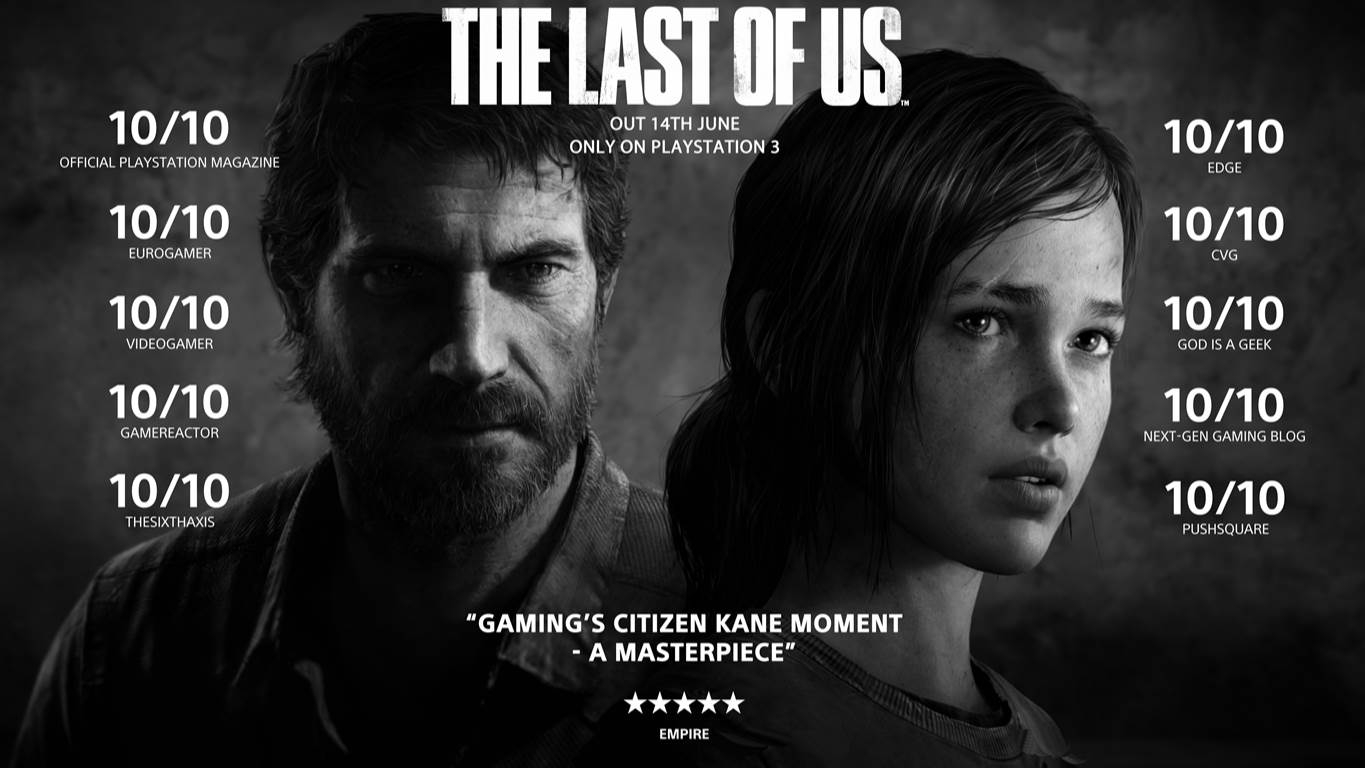 THE LAST OF US™
OUT 14TH JUNE
ONLY ON PLAYSTATION 3
10/10
OFFICIAL PLAYSTATION MAGAZINE
10/10
EUROGAMER
10/10
VIDEOGAMER
10/10
GAMEREACTOR
10/10
THESIXTHAXIS
10/10
EDGE
10/10
CVG
10/10
GOD IS A GEEK
10/10
NEXT-GEN GAMING BLOG
10/10
PUSHSQUARE
“GAMING’S CITIZEN KANE MOMENT
- A MASTERPIECE”
★★★★★
EMPIRE